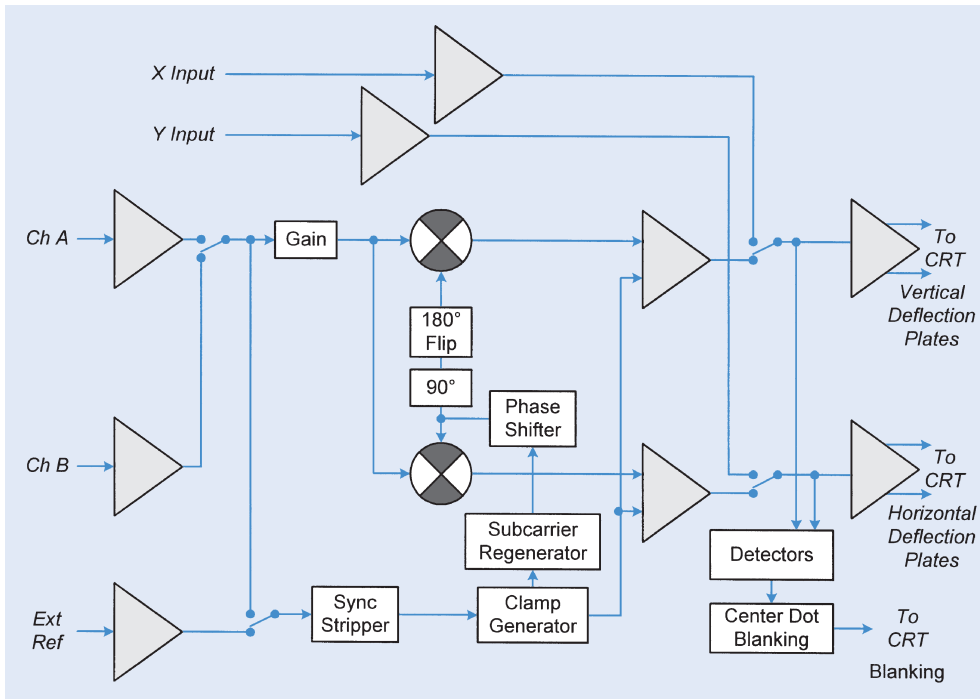 X Input
Y Input
Ch A
Gain
To
CRT
Vertical
Deflection
Plates
180°
Flip
90°
Phase
Shifter
Ch B
To
CRT
Horizontal
Deflection
Plates
Subcarrier
Regenerator
Detectors
Ext
Ref
Sync
Stripper
Clamp
Generator
Center Dot
Blanking
To
CRT
Blanking